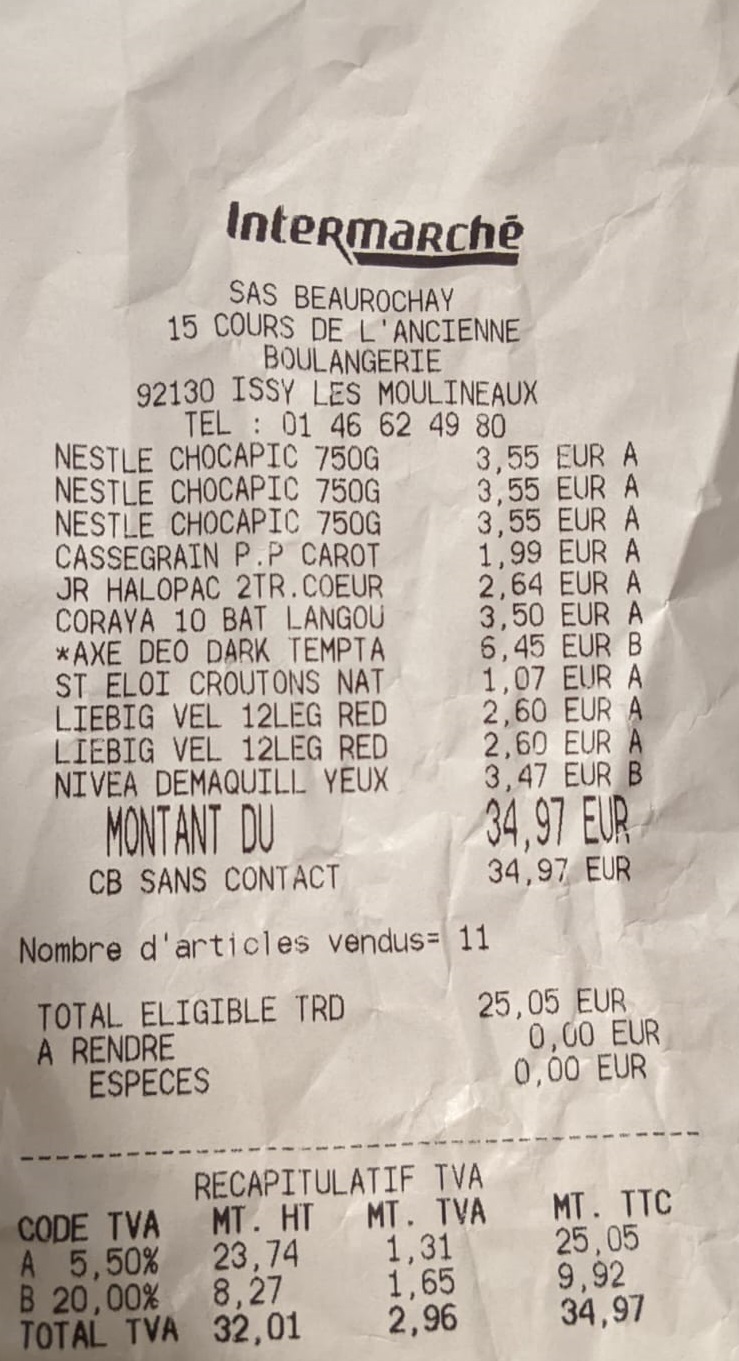 Intermarché
SAS BEAUROCHAY
15 COURS DE L'ANCIENNE
BOULANGERIE
92130 ISSY LES MOULINEAUX
TEL : 01 46 62 49 80
NESTLE CHOCAPIC 750G 3,55 EUR A
NESTLE CHOCAPIC 750G 3,55 EUR A
NESTLE CHOCAPIC 750G 3,55 EUR A
CASSEGRAIN P.P CAROT 1,99 EUR A
JR HALOPAC 2TR.COEUR 2,64 EUR A
CORAYA 10 BAT LANGOU 3,50 EUR A
*AXE DEO DARK TEMPTA 6,45 EUR B
ST ELOI CROUTONS NAT 1,07 EUR A
LIEBIG VEL 12LEG RED 2,60 EUR A
LIEBIG VEL 12LEG RED 2,60 EUR A
NIVEA DEMAQUILL YEUX 3,47 EUR B
MONTANT DU 34,97 EUR
CB SANS CONTACT 34,97 EUR
Nombre d'articles vendus= 11
TOTAL ELIGIBLE TRD 25,05 EUR
A RENDRE 0,00 EUR
ESPECES 0,00 EUR
RECAPITULATIF TVA
CODE TVA MT. HT MT. TVA MT. TTC
A 5,50% 23,74 1,31 25,05
B 20,00% 8,27 1,65 9,92
TOTAL TVA 32,01 2,96 34,97